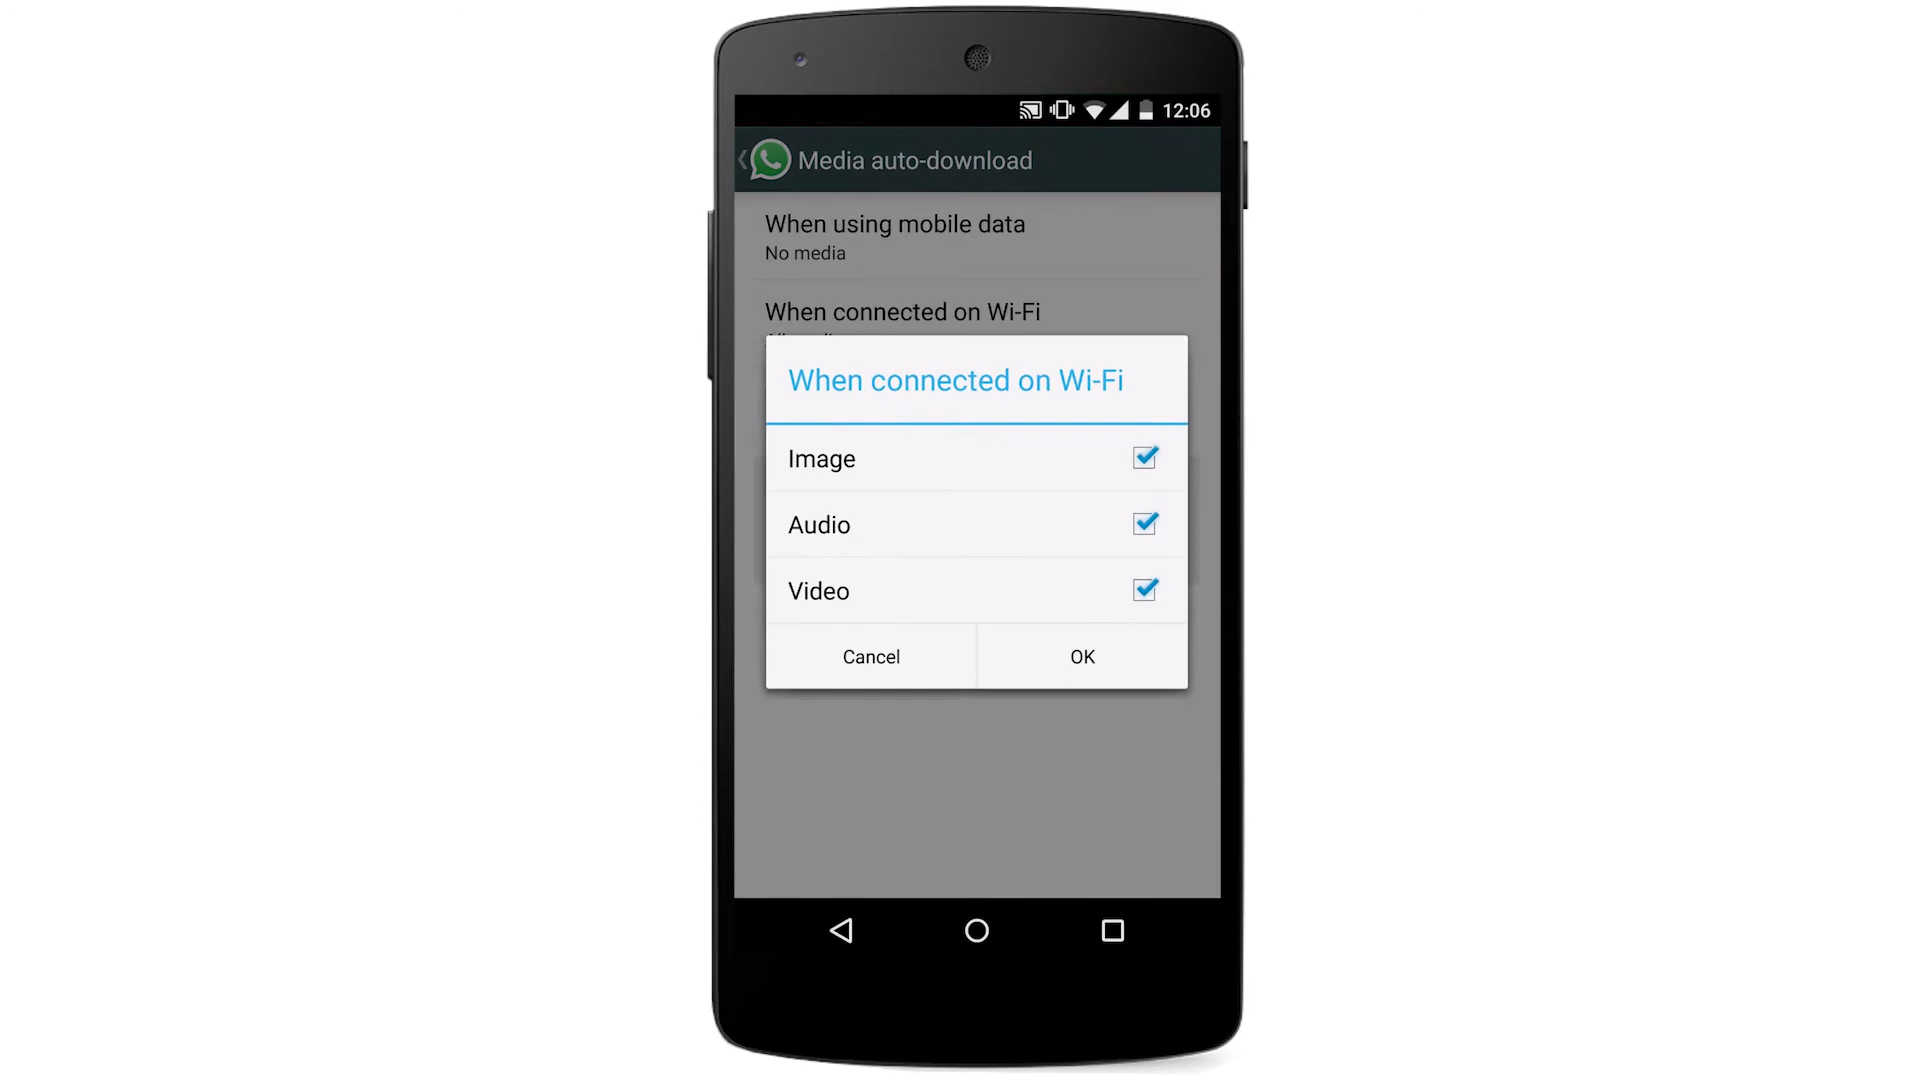 12:06
Media auto-download
When using mobile data
No media
When connected on Wi-Fi
When connected on Wi-Fi
Image
Audio
Video
Cancel OK